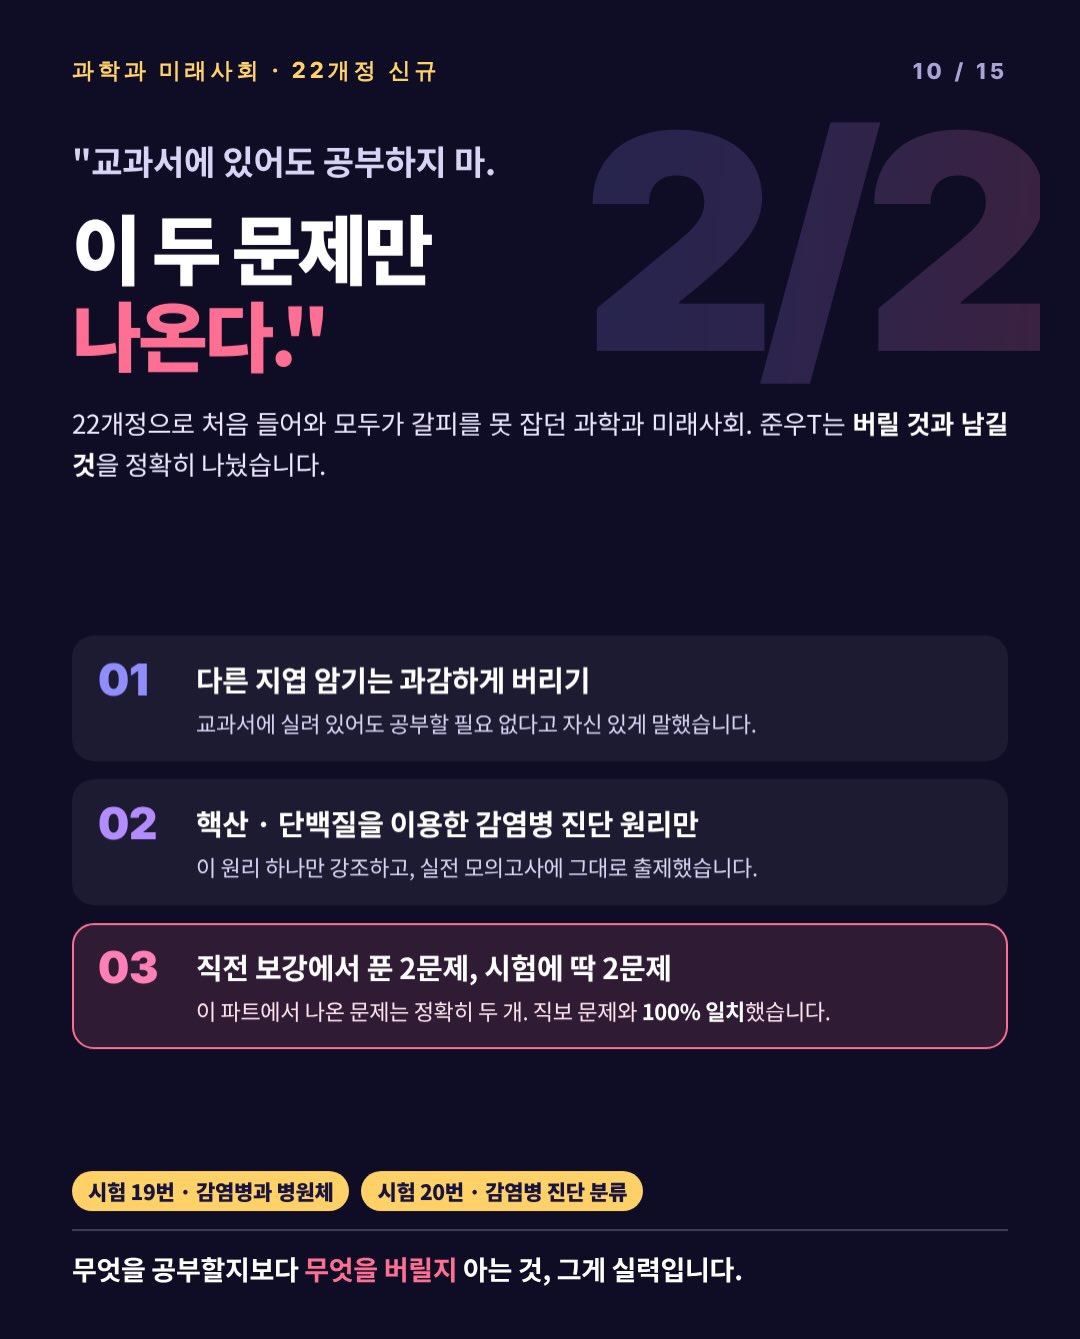 과학과 미래사회 · 22개정 신규
10 / 15
2/2
"교과서에 있어도 공부하지 마.
이 두 문제만
나온다."
22개정으로 처음 들어와 모두가 갈피를 못 잡던 과학과 미래사회. 준우T는 버릴 것과 남길
것을 정확히 나눴습니다.
01
다른 지엽 암기는 과감하게 버리기
교과서에 실려 있어도 공부할 필요 없다고 자신 있게 말했습니다.
02
핵산 · 단백질을 이용한 감염병 진단 원리만
이 원리 하나만 강조하고, 실전 모의고사에 그대로 출제했습니다.
03
직전 보강에서 푼 2문제, 시험에 딱 2문제
이 파트에서 나온 문제는 정확히 두 개. 직보 문제와 100% 일치했습니다.
시험 19번 · 감염병과 병원체
시험 20번 · 감염병 진단 분류
무엇을 공부할지보다 무엇을 버릴지 아는 것, 그게 실력입니다.